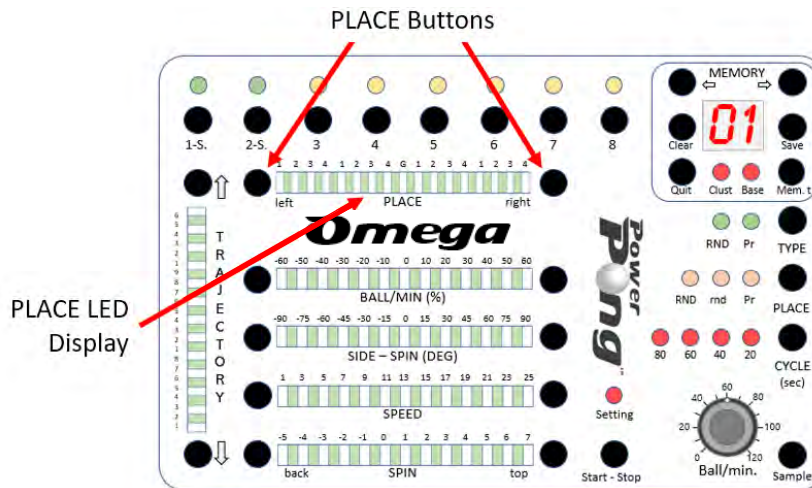 PLACE Buttons
MEMORY
01
1-S. 2-S. 3 4 5 6 7 8
Clear Save
Quit Clust Base Mem. t
1 2 3 4 1 2 3 4 G 1 2 3 4 1 2 3 4
left PLACE right
Omega
RND Pr TYPE
TRAJECTORY
-60 -50 -40 -30 -20 -10 0 10 20 30 40 50 60
BALL/MIN (%)
Power Pong
RND rnd Pr PLACE
PLACE LED
Display
-90 -75 -60 -45 -30 -15 0 15 30 45 60 75 90
SIDE – SPIN (DEG)
80 60 40 20
CYCLE
(sec)
1 3 5 7 9 11 13 15 17 19 21 23 25
SPEED
Setting
0 20 40 60 80 100 120
Ball/min.
-5 -4 -3 -2 -1 0 1 2 3 4 5 6 7
back SPIN top
Start - Stop
Sample